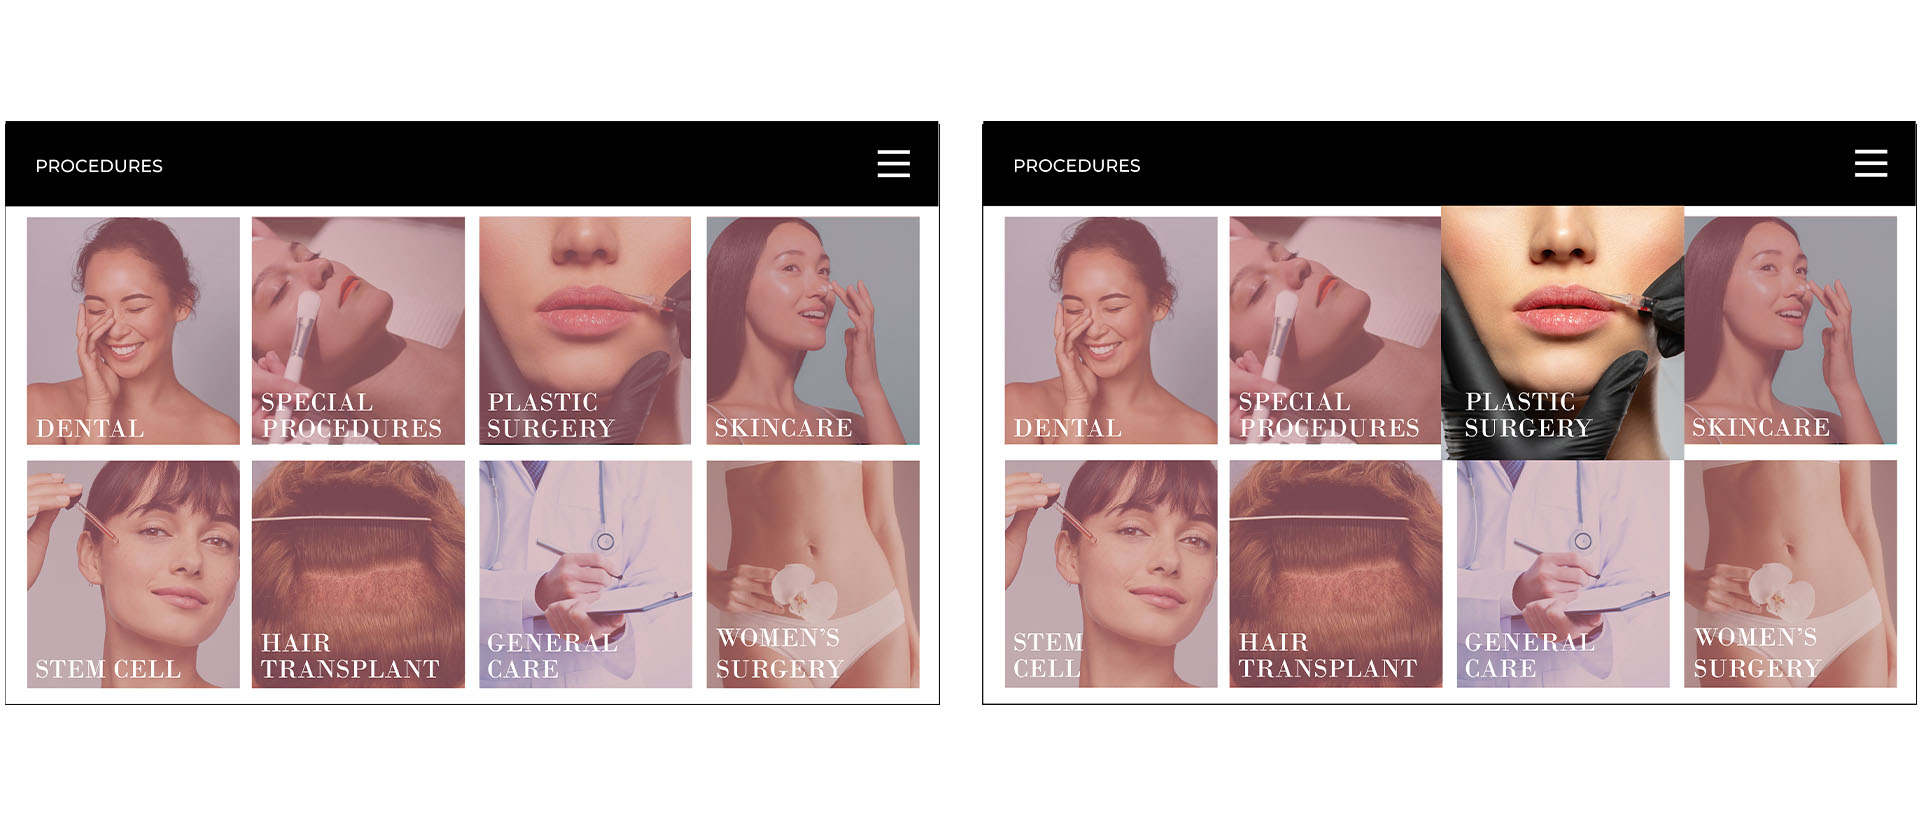 PROCEDURES
DENTAL
SPECIAL
PROCEDURES
PLASTIC
SURGERY
SKINCARE
STEM CELL
HAIR
TRANSPLANT
GENERAL
CARE
WOMEN'S
SURGERY
PROCEDURES
DENTAL
SPECIAL
PROCEDURES
PLASTIC
SURGERY
SKINCARE
STEM
CELL
HAIR
TRANSPLANT
GENERAL
CARE
WOMEN'S
SURGERY